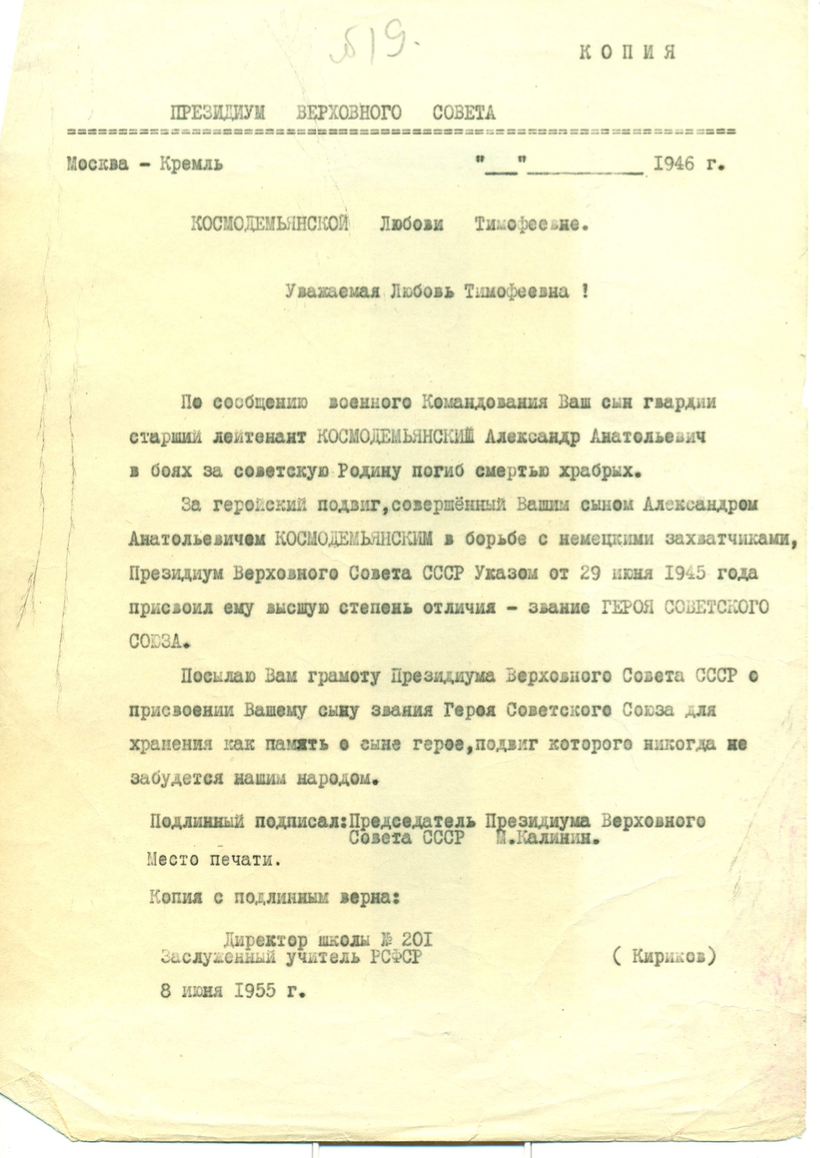 К О П И Я
ПРЕЗИДИУМ ВЕРХОВНОГО СОВЕТА
Москва – Кремль "__"__________ 1946 г.
КОСМОДЕМЬЯНСКОЙ Любови Тимофеевне.
Уважаемая Любовь Тимофеевна !
По сообщению военного Командования Ваш сын гвардии
старший лейтенант КОСМОДЕМЬЯНСКИЙ Александр Анатольевич
в боях за советскую Родину погиб смертью храбрых.
За геройский подвиг,совершённый Вашим сыном Александром
Анатольевичем КОСМОДЕМЬЯНСКИМ в борьбе с немецкими захватчиками,
Президиум Верховного Совета СССР Указом от 29 июня 1945 года
присвоил ему высшую степень отличия – звание ГЕРОЯ СОВЕТСКОГО
СОЮЗА.
Посылаю Вам грамоту Президиума Верховного Совета СССР о
присвоении Вашему сыну звания Героя Советского Союза для
хранения как память о сыне герое,подвиг которого никогда не
забудется нашим народом.
Подлинный подписал:Председатель Президиума Верховного
Совета СССР М.Калинин.
Место печати.
Копия с подлинным верна:
Директор школы № 201
Заслуженный учитель РСФСР ( Кириков)
8 июня 1955 г.